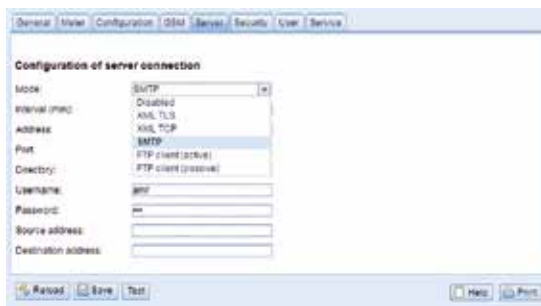 General Meter Configuration GSM Server Security User Service
Configuration of server connection
Mode: SMTP
Disabled
Interval (min):
XML TLS
Address:
XML TCP
SMTP
Port:
FTP client (active)
Directory:
FTP client (passive)
Username: amr
Password:
Source address:
Destination address:
Reload Save Test Help Print